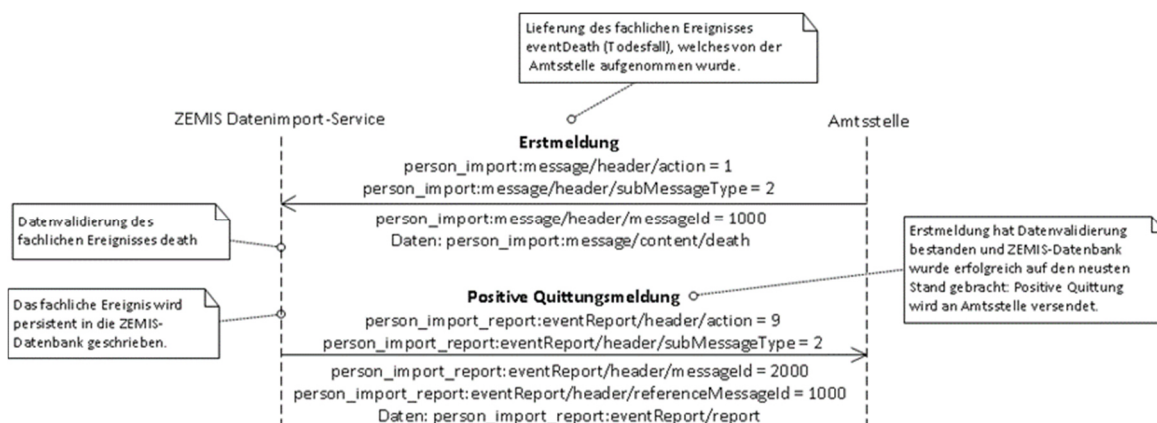 Lieferung des fachlichen Ereignisses
eventDeath (Todesfall), welches von der
Amtsstelle aufgenommen wurde.
ZEMIS Datenimport-Service
Amtsstelle
Erstmeldung
person_import:message/header/action = 1
person_import:message/header/subMessageType = 2
person_import:message/header/messageId = 1000
Daten: person_import:message/content/death
Datenvalidierung des
fachlichen Ereignisses death
Erstmeldung hat Datenvalidierung
bestanden und ZEMIS-Datenbank
wurde erfolgreich auf den neusten
Stand gebracht: Positive Quittung
wird an Amtsstelle versendet.
Das fachliche Ereignis wird
persistent in die ZEMIS-
Datenbank geschrieben.
Positive Quittungsmeldung
person_import_report:eventReport/header/action = 9
person_import_report:eventReport/header/subMessageType = 2
person_import_report:eventReport/header/messageId = 2000
person_import_report:eventReport/header/referenceMessageId = 1000
Daten: person_import_report:eventReport/report